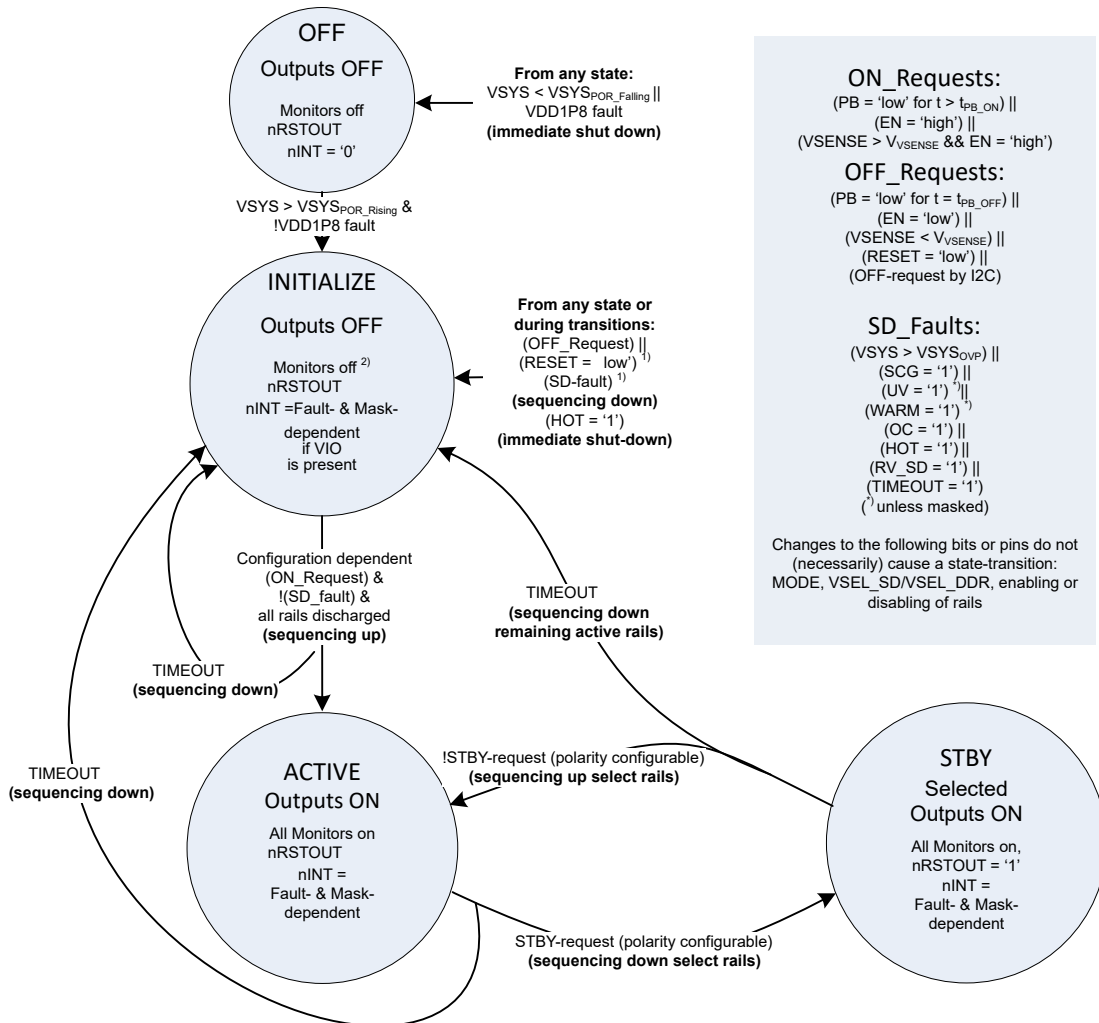 OFF
Outputs OFF
Monitors off
nRSTOUT
nINT = ‘0’
From any state:
VSYS < VSYSPOR_Falling ||
VDD1P8 fault
(immediate shut down)
VSYS > VSYSPOR_Rising &
!VDD1P8 fault
INITIALIZE
Outputs OFF
Monitors off 2)
nRSTOUT
nINT =Fault- & Mask-
dependent
if VIO
is present
From any state or
during transitions:
(OFF_Request) ||
(RESET = low’) 1)
(SD-fault) 1)
(sequencing down)
(HOT = ‘1’)
(immediate shut-down)
Configuration dependent
(ON_Request) &
!(SD_fault) &
all rails discharged
(sequencing up)
TIMEOUT
(sequencing down)
TIMEOUT
(sequencing down
remaining active rails)
TIMEOUT
(sequencing down)
ACTIVE
Outputs ON
All Monitors on
nRSTOUT
nINT =
Fault- & Mask-
dependent
!STBY-request (polarity configurable)
(sequencing up select rails)
STBY-request (polarity configurable)
(sequencing down select rails)
STBY
Selected
Outputs ON
All Monitors on,
nRSTOUT = ‘1’
nINT =
Fault- & Mask-
dependent
ON_Requests:
(PB = ‘low’ for t > tPB_ON) ||
(EN = ‘high’) ||
(VSENSE > VVSENSE && EN = ‘high’)
OFF_Requests:
(PB = ‘low’ for t = tPB_OFF) ||
(EN = ‘low’) ||
(VSENSE < VVSENSE) ||
(RESET = ‘low’) ||
(OFF-request by I2C)
SD_Faults:
(VSYS > VSYSOVP) ||
(SCG = ‘1’) ||
(UV = ‘1’) *)||
(WARM = ‘1’) *)
(OC = ‘1’) ||
(HOT = ‘1’) ||
(RV_SD = ‘1’) ||
(TIMEOUT = ‘1’)
(*) unless masked)
Changes to the following bits or pins do not
(necessarily) cause a state-transition:
MODE, VSEL_SD/VSEL_DDR, enabling or
disabling of rails